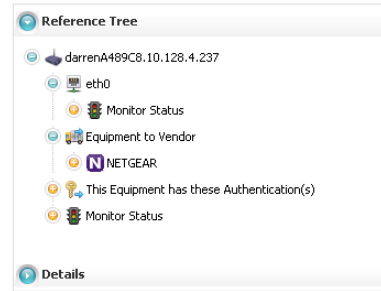 Reference Tree
darrenA489C8.10.128.4.237
eth0
Monitor Status
Equipment to Vendor
N NETGEAR
This Equipment has these Authentication(s)
Monitor Status
Details